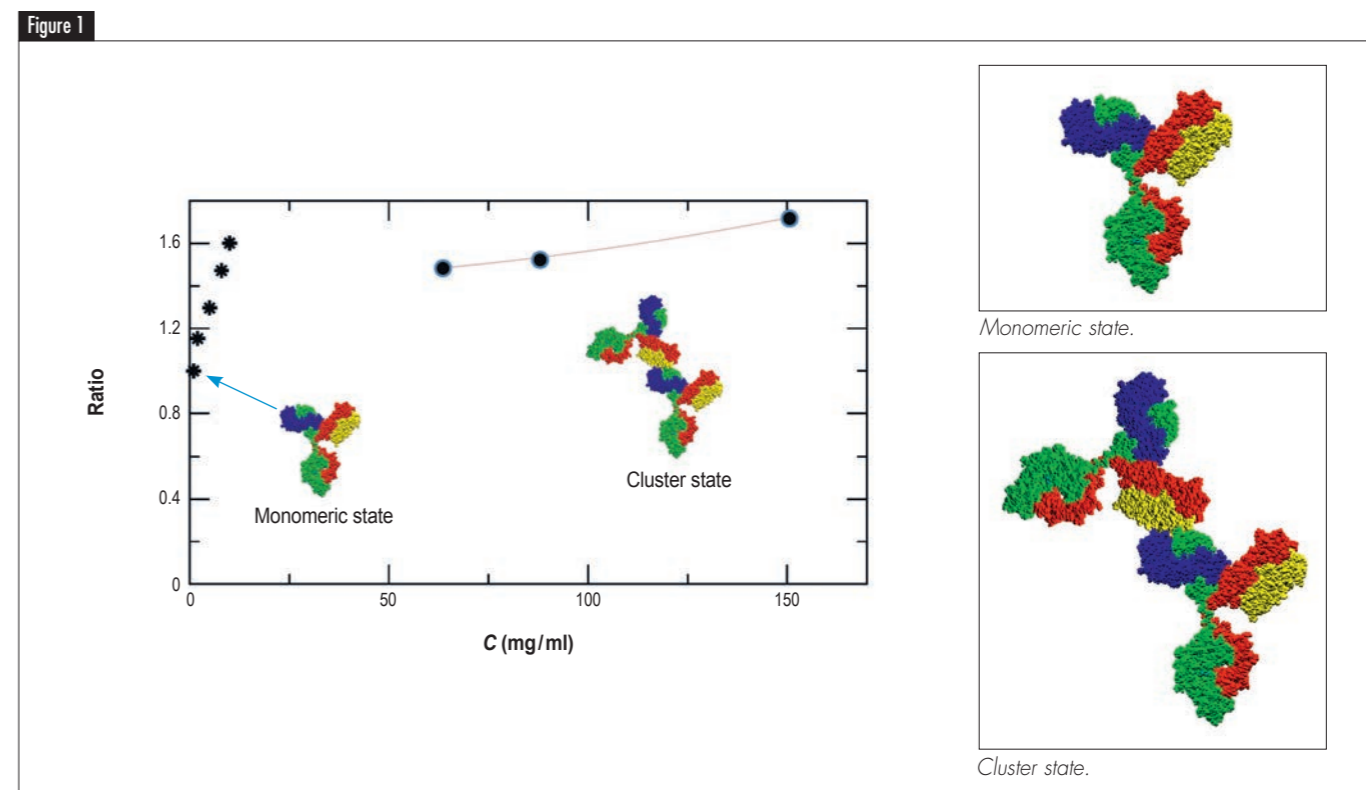 Figure 1
1.6
1.2
0.8
0.4
0
Ratio
0
50
100
150
C (mg/ml)
Monomeric state
Cluster state
Monomeric state.
Cluster state.